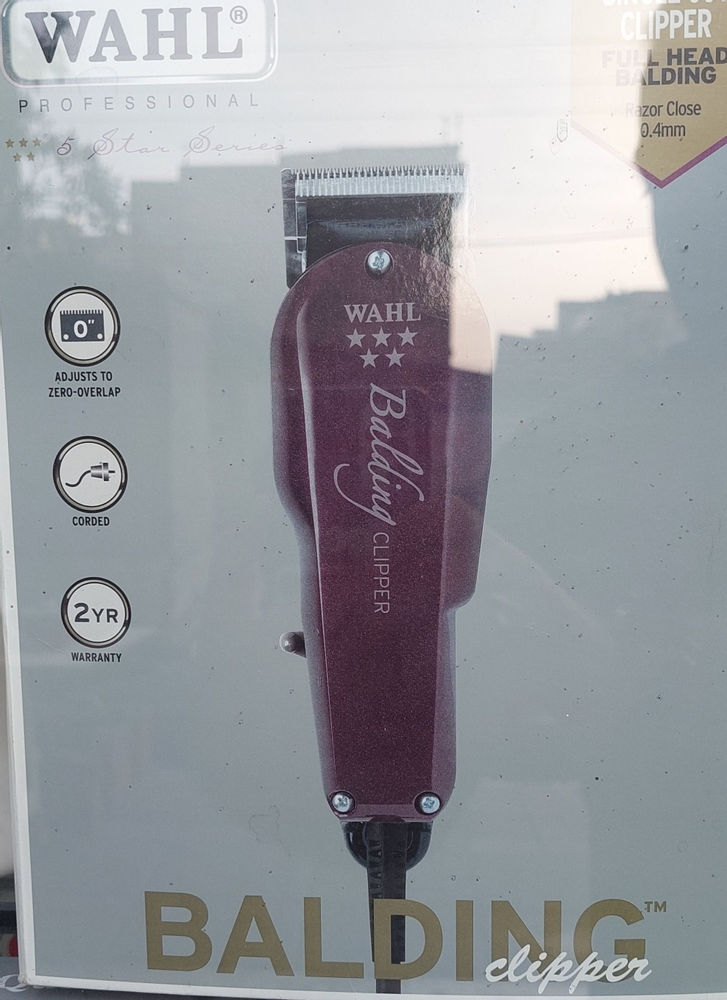 WAHL®
PROFESSIONAL
5 Star Series
CLIPPER
FULL HEAD
BALDING
Razor Close
0.4mm
0"
ADJUSTS TO
ZERO-OVERLAP
CORDED
2YR
WARRANTY
WAHL
Balding CLIPPER
BALDING™
clipper